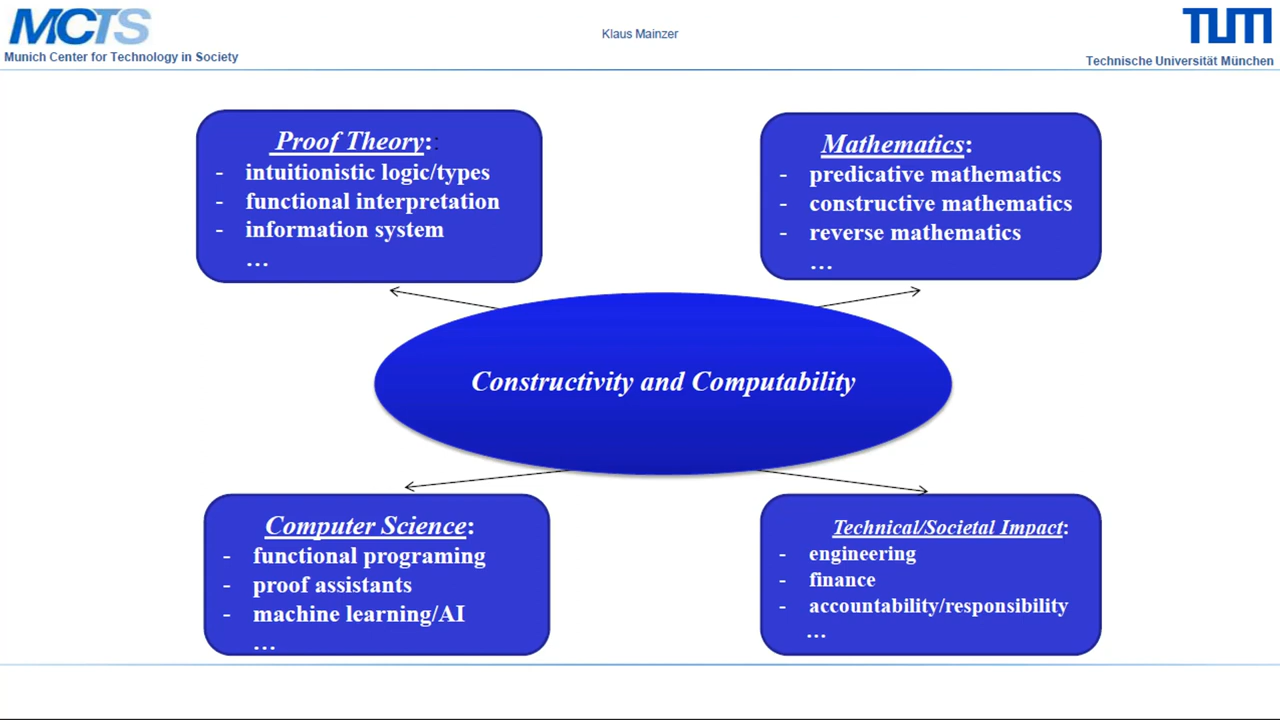 MCTS
Munich Center for Technology in Society
Klaus Mainzer
TUM
Technische Universität München
Proof Theory::
- intuitionistic logic/types
- functional interpretation
- information system
...
Mathematics:
- predicative mathematics
- constructive mathematics
- reverse mathematics
...
Constructivity and Computability
Computer Science:
- functional programing
- proof assistants
- machine learning/AI
...
Technical/Societal Impact:
- engineering
- finance
- accountability/responsibility
...